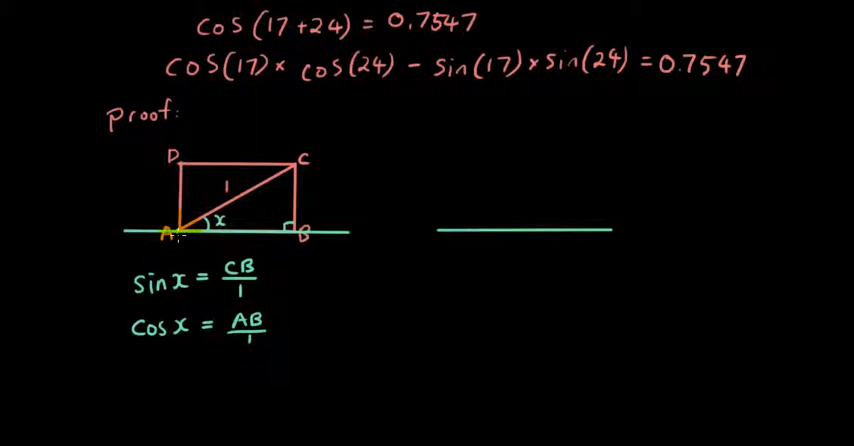 cos (17+24) = 0.7547
cos(17) × cos(24) - sin(17) × sin(24) = 0.7547
proof:
D C
1
x
A B
sin x = CB/1
cos x = AB/1